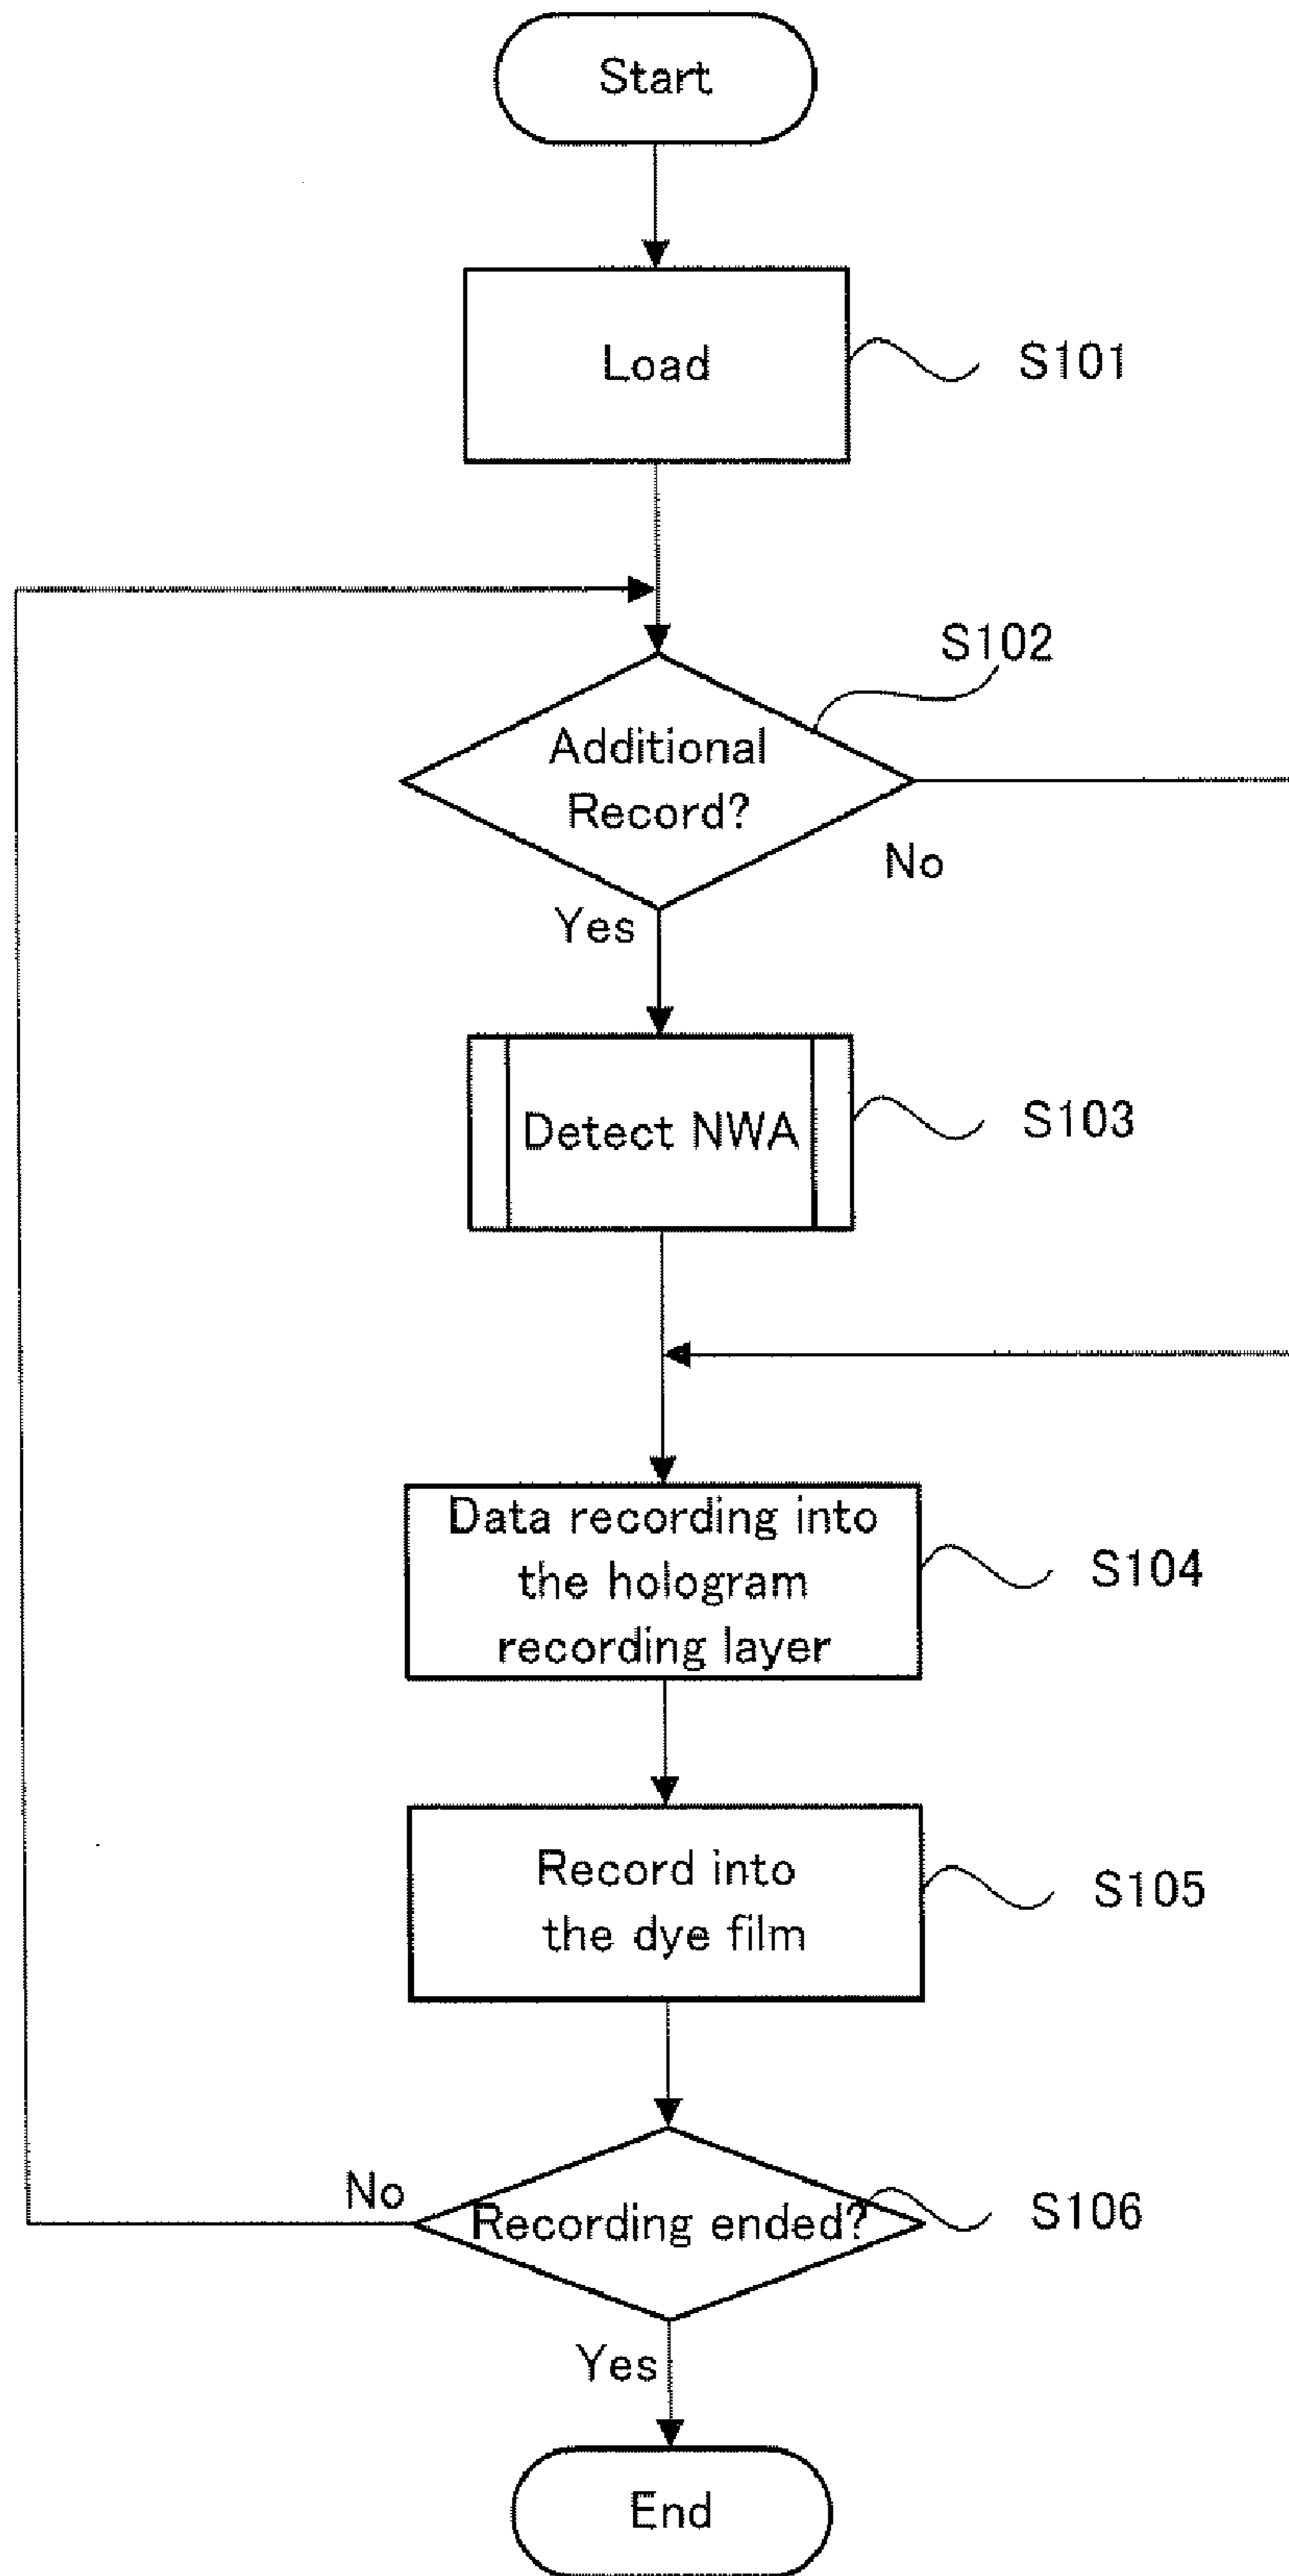 Start
Load
S101
S102
Additional
Record?
No
Yes
Detect NWA
S103
Data recording into
the hologram
recording layer
S104
Record into
the dye film
S105
No
Recording ended?
S106
Yes
End